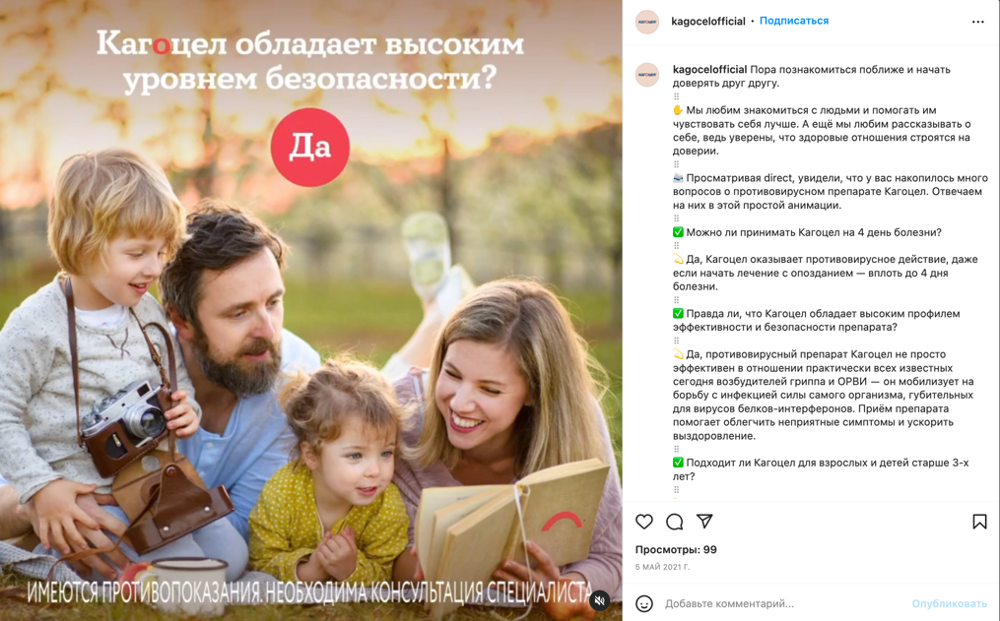 Кагоцел обладает высоким
уровнем безопасности?
Да
ИМЕЮТСЯ ПРОТИВОПОКАЗАНИЯ. НЕОБХОДИМА КОНСУЛЬТАЦИЯ СПЕЦИАЛИСТА
kagocelofficial • Подписаться
kagocelofficial Пора познакомиться поближе и начать
доверять друг другу.
⠿
✋ Мы любим знакомиться с людьми и помогать им
чувствовать себя лучше. А ещё мы любим рассказывать о
себе, ведь уверены, что здоровые отношения строятся на
доверии.
⠿
Просматривая direct, увидели, что у вас накопилось много
вопросов о противовирусном препарате Кагоцел. Отвечаем
на них в этой простой анимации.
⠿
✅ Можно ли принимать Кагоцел на 4 день болезни?
⠿
💫 Да, Кагоцел оказывает противовирусное действие, даже
если начать лечение с опозданием — вплоть до 4 дня
болезни.
⠿
✅ Правда ли, что Кагоцел обладает высоким профилем
эффективности и безопасности препарата?
⠿
💫 Да, противовирусный препарат Кагоцел не просто
эффективен в отношении практически всех известных
сегодня возбудителей гриппа и ОРВИ — он мобилизует на
борьбу с инфекцией силы самого организма, губительных
для вирусов белков-интерферонов. Приём препарата
помогает облегчить неприятные симптомы и ускорить
выздоровление.
⠿
✅ Подходит ли Кагоцел для взрослых и детей старше 3-х
лет?
⠿
Просмотры: 99
5 МАЙ 2021 Г.
Добавьте комментарий...
Опубликовать